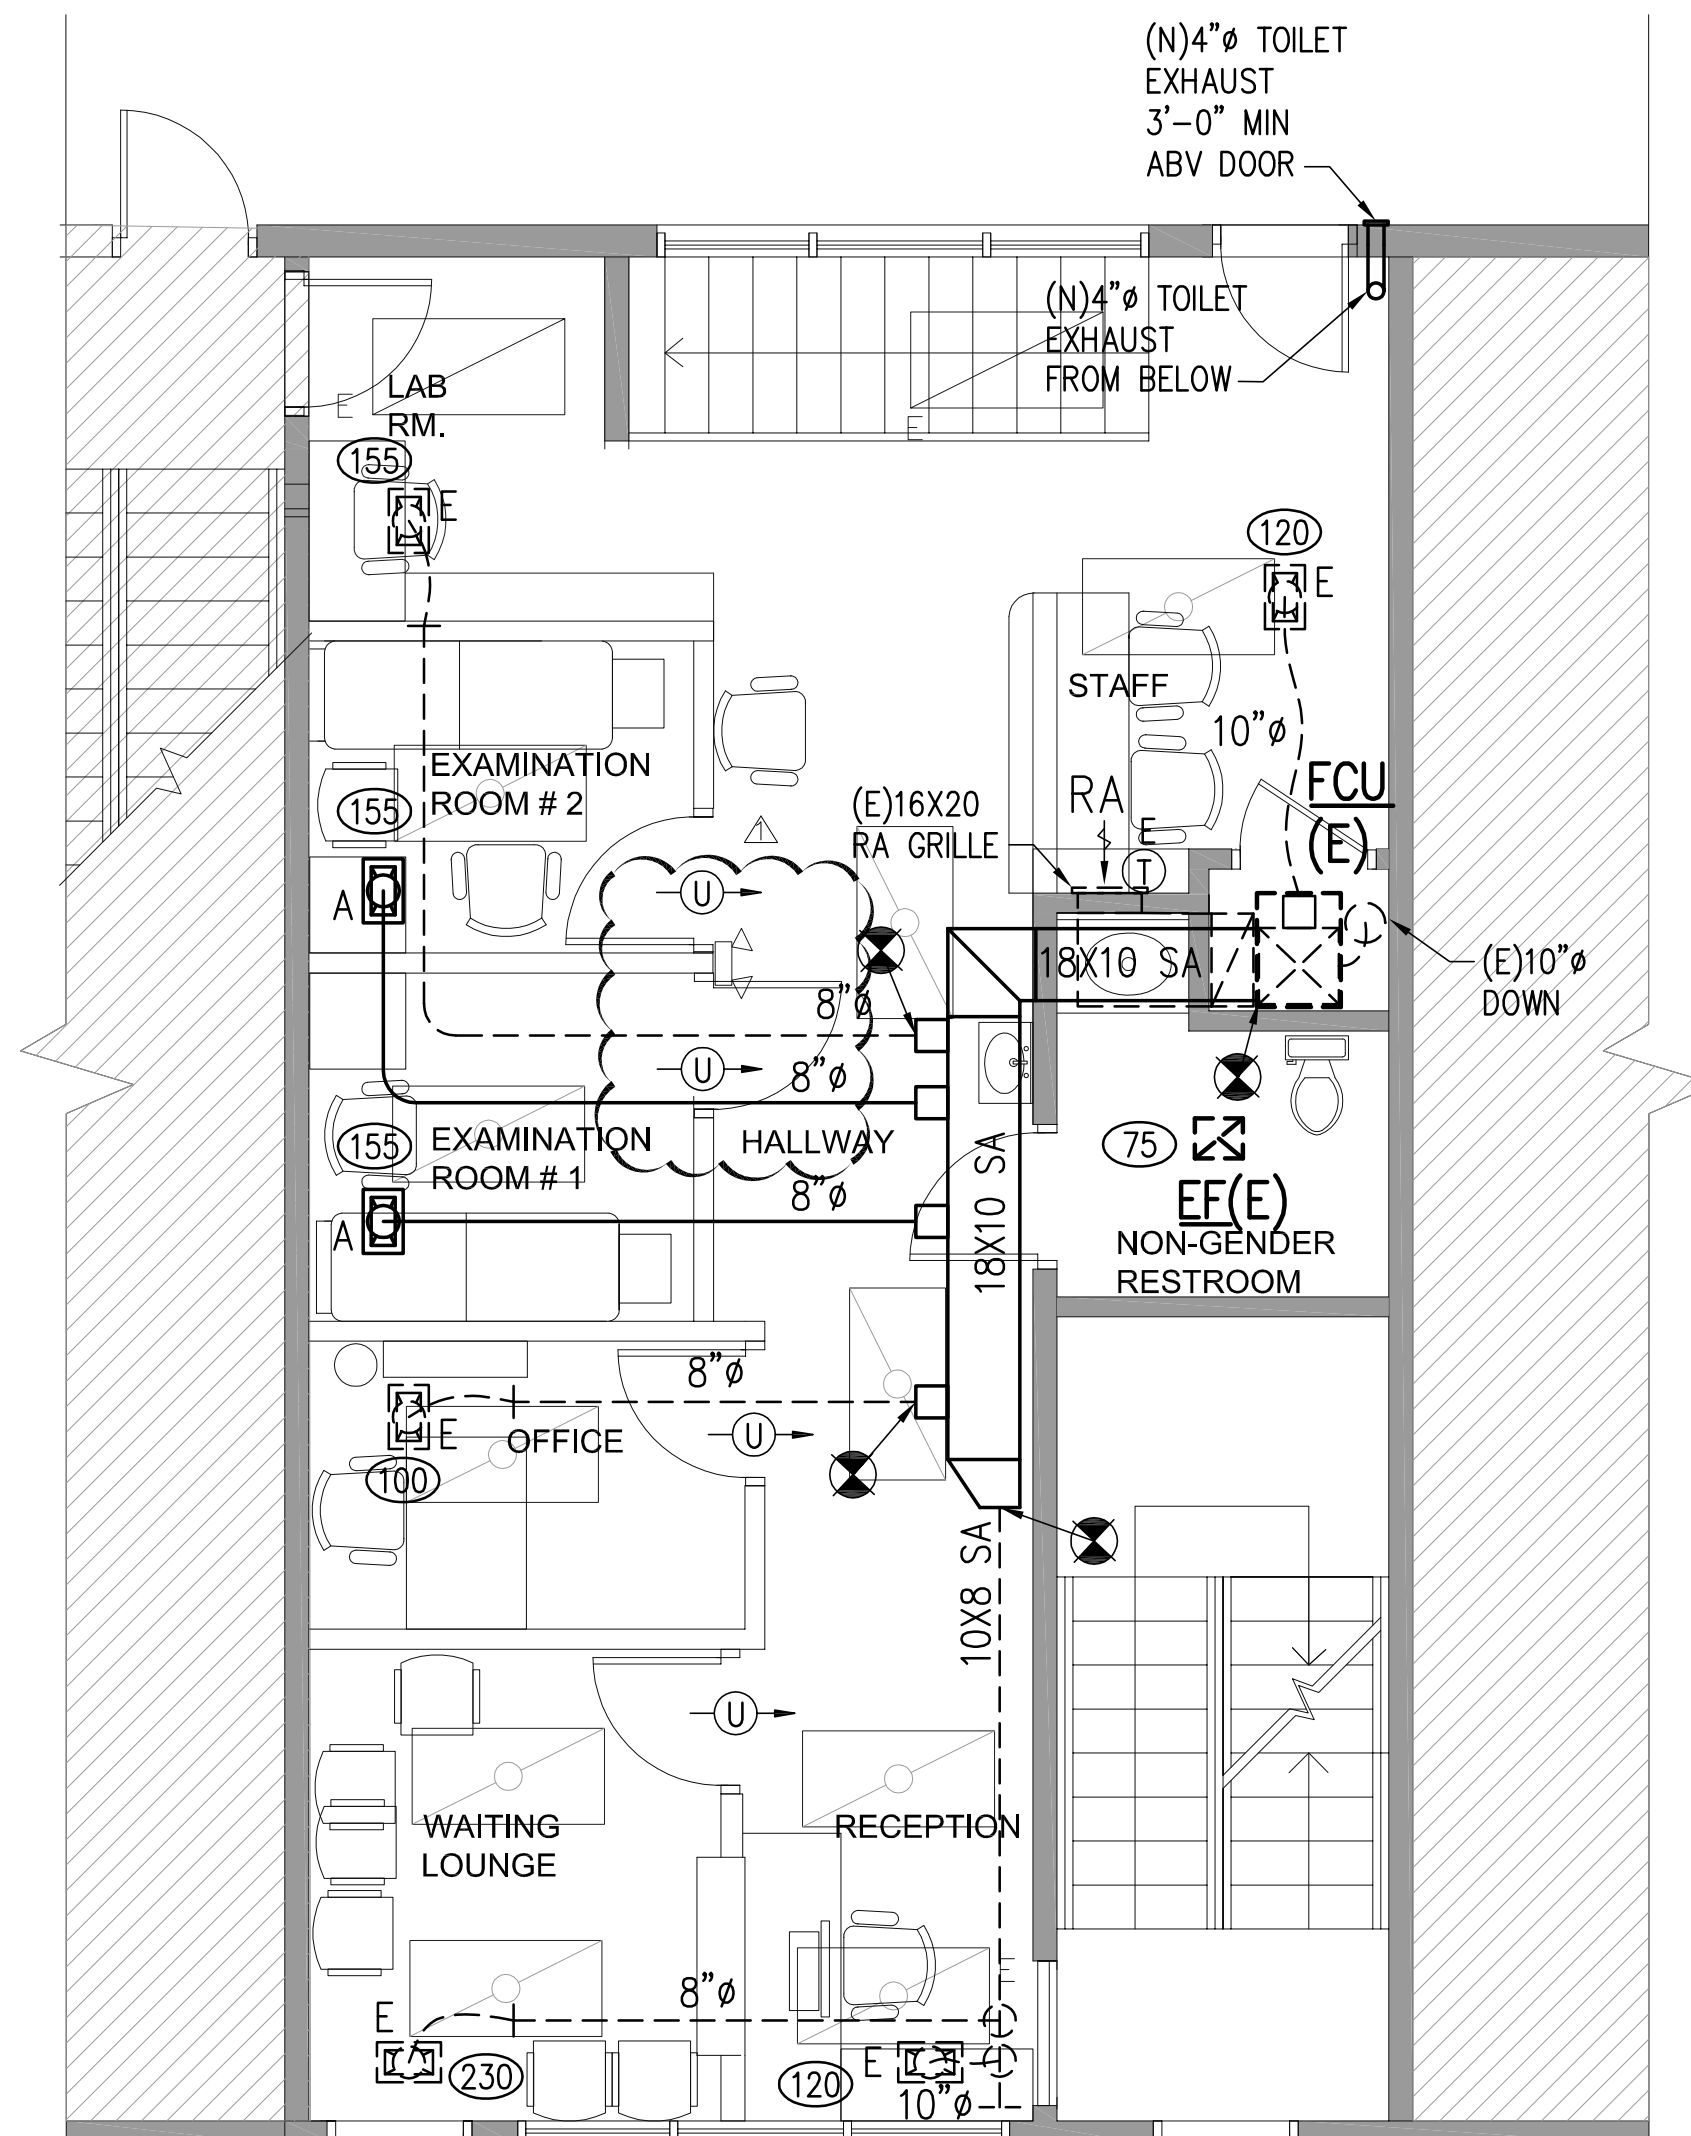 (N)4"ø TOILET
EXHAUST
3'-0" MIN
ABV DOOR
(N)4"ø TOILET
EXHAUST
FROM BELOW
E
LAB
RM.
E
155
E
120
E
STAFF
10"ø
EXAMINATION
ROOM # 2
155
A
(E)16X20
RA GRILLE
RA
E
T
FCU
(E)
1
U
18X10 SA
(E)10"ø
DOWN
8"ø
U
8"ø
155
EXAMINATION
ROOM # 1
HALLWAY
8"ø
A
18X10 SA
75
EF(E)
NON-GENDER
RESTROOM
8"ø
E
OFFICE
U
100
10X8 SA
U
WAITING
LOUNGE
RECEPTION
E
8"ø
E
230
120
E
10"ø